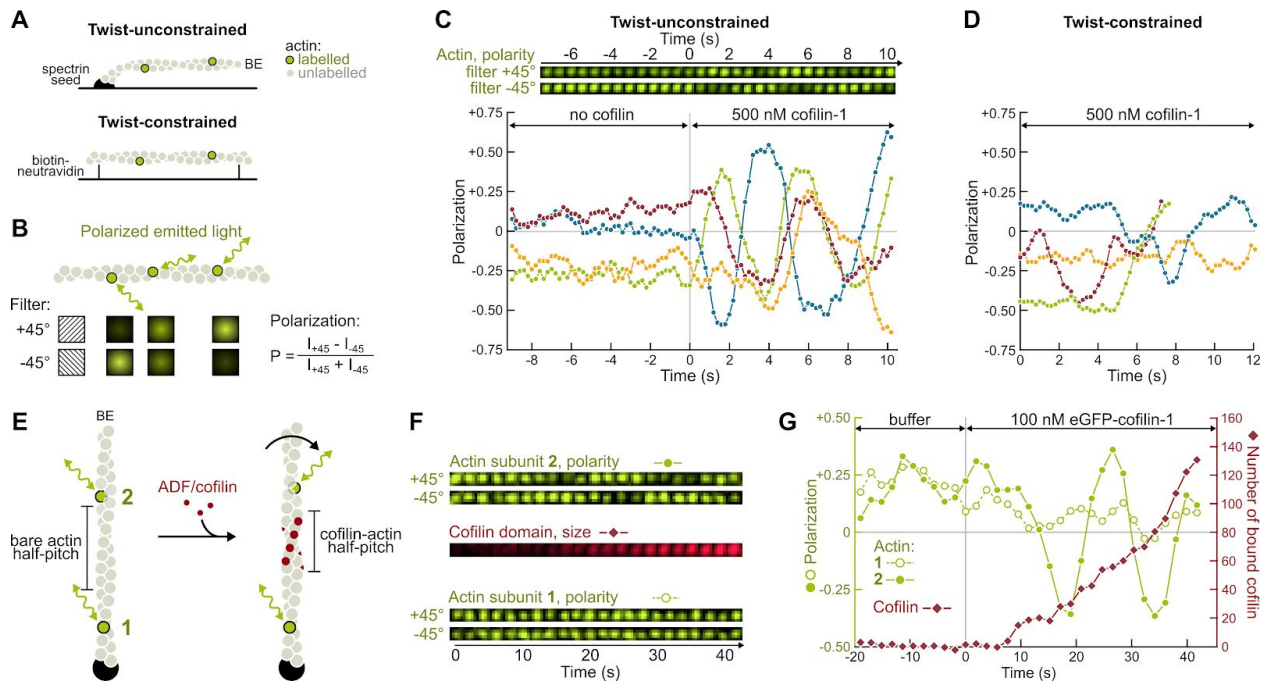 A
Twist-unconstrained
spectrin
seed
BE
actin:
labelled
unlabelled
Twist-constrained
biotin-
neutravidin
B
Polarized emitted light
Filter:
+45°
-45°
Polarization:
P = I+45 - I-45
I+45 + I-45
C
Twist-unconstrained
Time (s)
Actin, polarity
-6 -4 -2 0 2 4 6 8 10
filter +45°
filter -45°
no cofilin
500 nM cofilin-1
Polarization
+0.75
+0.50
+0.25
0
-0.25
-0.50
-0.75
-8 -6 -4 -2 0 2 4 6 8 10
Time (s)
D
Twist-constrained
500 nM cofilin-1
Polarization
+0.75
+0.50
+0.25
0
-0.25
-0.50
-0.75
0 2 4 6 8 10 12
Time (s)
E
BE
2
ADF/cofilin
bare actin
half-pitch
cofilin-actin
half-pitch
1
F
Actin subunit 2, polarity
+45°
-45°
Cofilin domain, size
Actin subunit 1, polarity
+45°
-45°
0 10 20 30 40
Time (s)
G
buffer
100 nM eGFP-cofilin-1
Polarization
+0.50
+0.25
0
-0.25
-0.50
Actin:
1
2
Cofilin
-20 -10 0 10 20 30 40
Time (s)
160
140
120
100
80
60
40
20
0
Number of bound cofilin